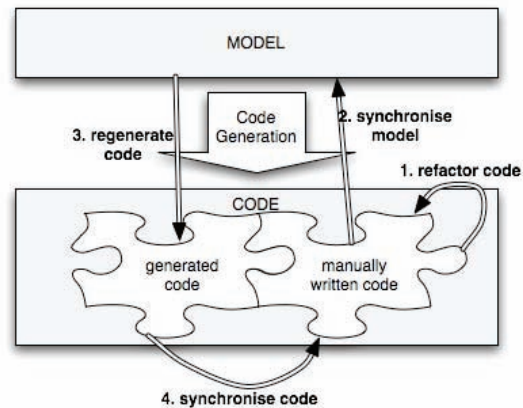 MODEL
Code
Generation
3. regenerate
code
2. synchronise
model
1. refactor code
CODE
generated
code
manually
written code
4. synchronise code